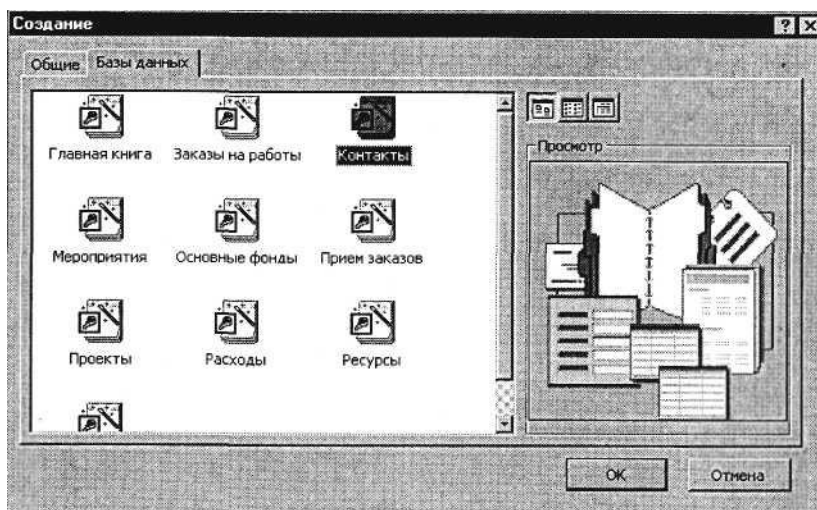 Создание
Общие Базы данных
Главная книга Заказы на работы Контакты
Просмотр
Мероприятия Основные фонды Прием заказов
Проекты Расходы Ресурсы
OK Отмена